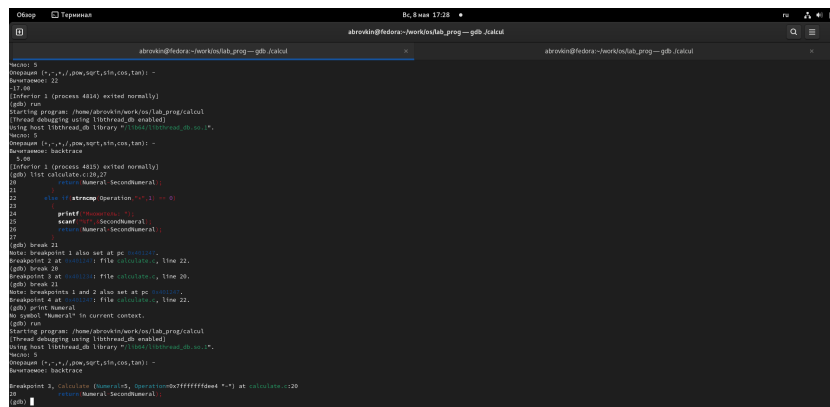 Обзор Терминал Вс, 8 мая 17:28 ru
abrovkin@fedora:~/work/os/lab_prog — gdb ./calcul
abrovkin@fedora:~/work/os/lab_prog — gdb ./calcul × abrovkin@fedora:~/work/os/lab_prog — gdb ./calcul ×
Число: 5
Операция (+,-,*,/,pow,sqrt,sin,cos,tan): -
Вычитаемое: 22
-17.00
[Inferior 1 (process 4814) exited normally]
(gdb) run
Starting program: /home/abrovkin/work/os/lab_prog/calcul
[Thread debugging using libthread_db enabled]
Using host libthread_db library "/lib64/libthread_db.so.1".
Число: 5
Операция (+,-,*,/,pow,sqrt,sin,cos,tan): -
Вычитаемое: backtrace
5.00
[Inferior 1 (process 4815) exited normally]
(gdb) list calculate.c:20,27
20 return(Numeral-SecondNumeral);
21 }
22 else if(strncmp(Operation,"*",1) == 0)
23 {
24 printf("Множитель: ");
25 scanf("%f",&SecondNumeral);
26 return(Numeral*SecondNumeral);
27 }
(gdb) break 21
Note: breakpoint 1 also set at pc
Breakpoint 2 at : file calculate.c, line 22.
(gdb) break 20
Breakpoint 3 at : file calculate.c, line 20.
(gdb) break 21
Note: breakpoints 1 and 2 also set at pc
Breakpoint 4 at : file calculate.c, line 22.
(gdb) print Numeral
No symbol "Numeral" in current context.
(gdb) run
Starting program: /home/abrovkin/work/os/lab_prog/calcul
[Thread debugging using libthread_db enabled]
Using host libthread_db library "/lib64/libthread_db.so.1".
Число: 5
Операция (+,-,*,/,pow,sqrt,sin,cos,tan): -
Вычитаемое: backtrace
Breakpoint 3, Calculate (Numeral=5, Operation=0x7fffffffdee4 "-") at calculate.c:20
20 return(Numeral-SecondNumeral);
(gdb)